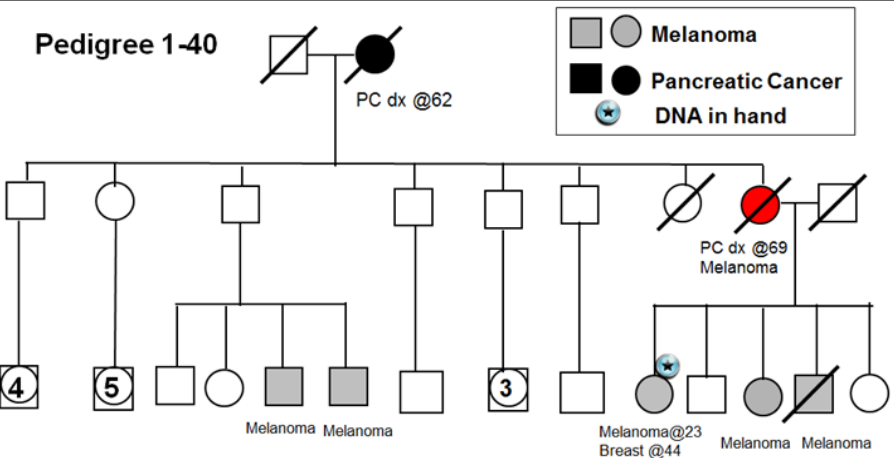 Pedigree 1-40
Melanoma
Pancreatic Cancer
DNA in hand
PC dx @62
PC dx @69
Melanoma
4
5
3
Melanoma
Melanoma
Melanoma@23
Breast @44
Melanoma
Melanoma